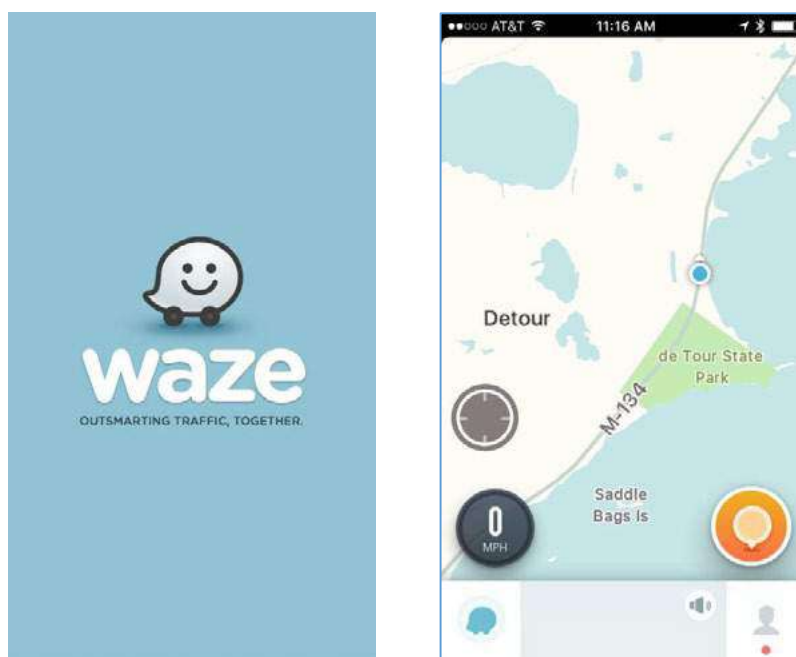 waze
OUTSMARTING TRAFFIC, TOGETHER.
AT&T 11:16 AM
Detour
de Tour State
Park
M-134
Saddle
Bags Is
0
MPH